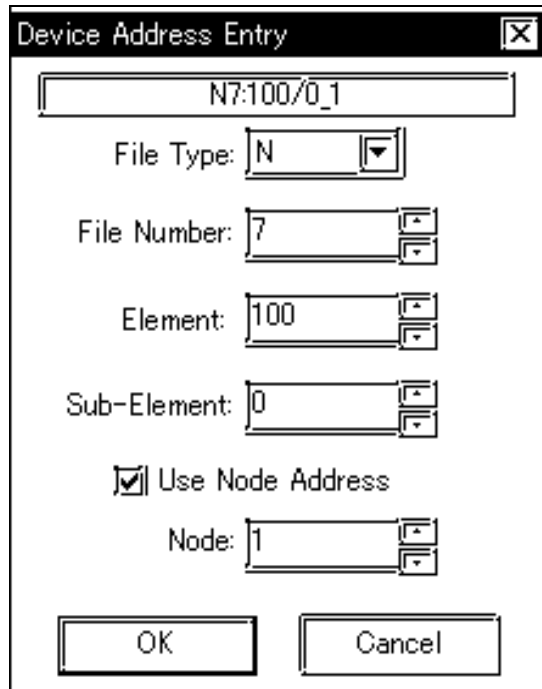 Device Address Entry
N7:100/0_1
File Type: N
File Number: 7
Element: 100
Sub-Element: 0
Use Node Address
Node: 1
OK Cancel